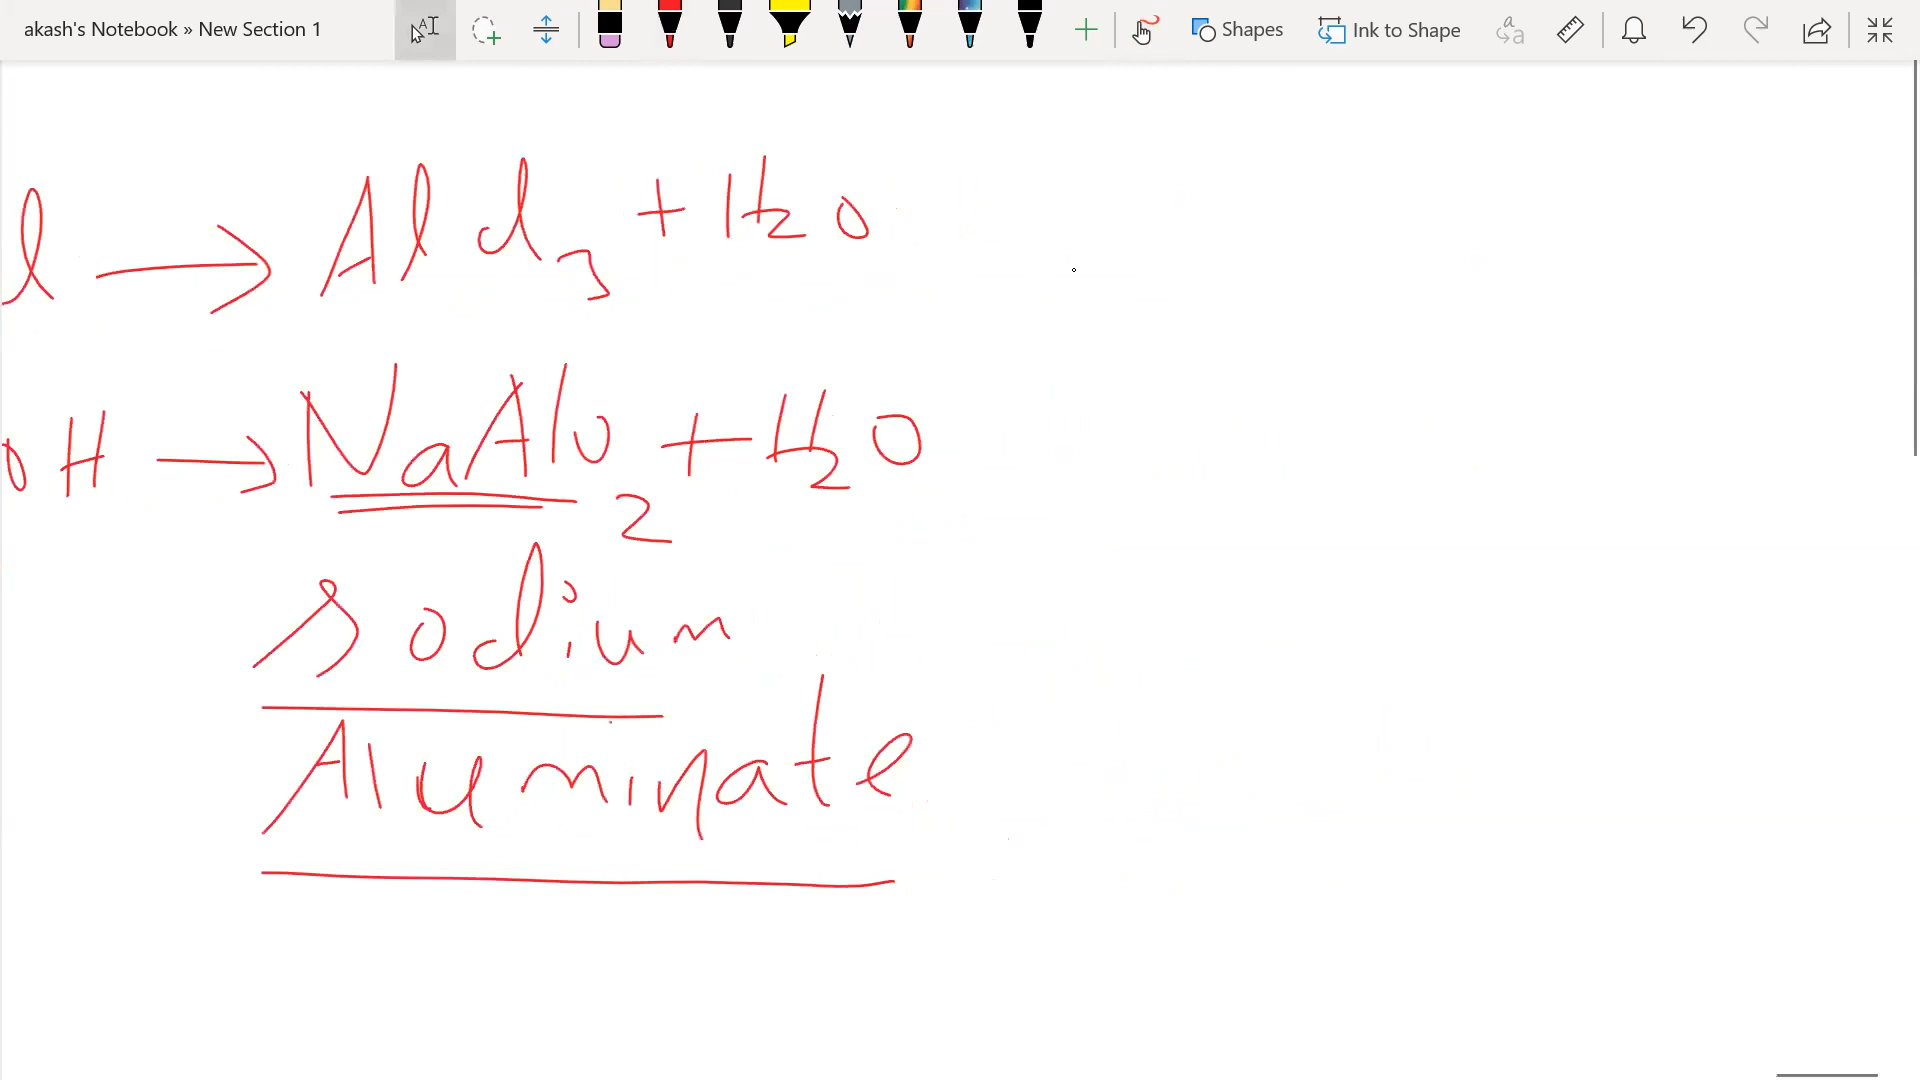 akash's Notebook » New Section 1
Shapes
Ink to Shape
l → AlCl3 + H2O
OH → NaAlO2 + H2O
sodium
Aluminate